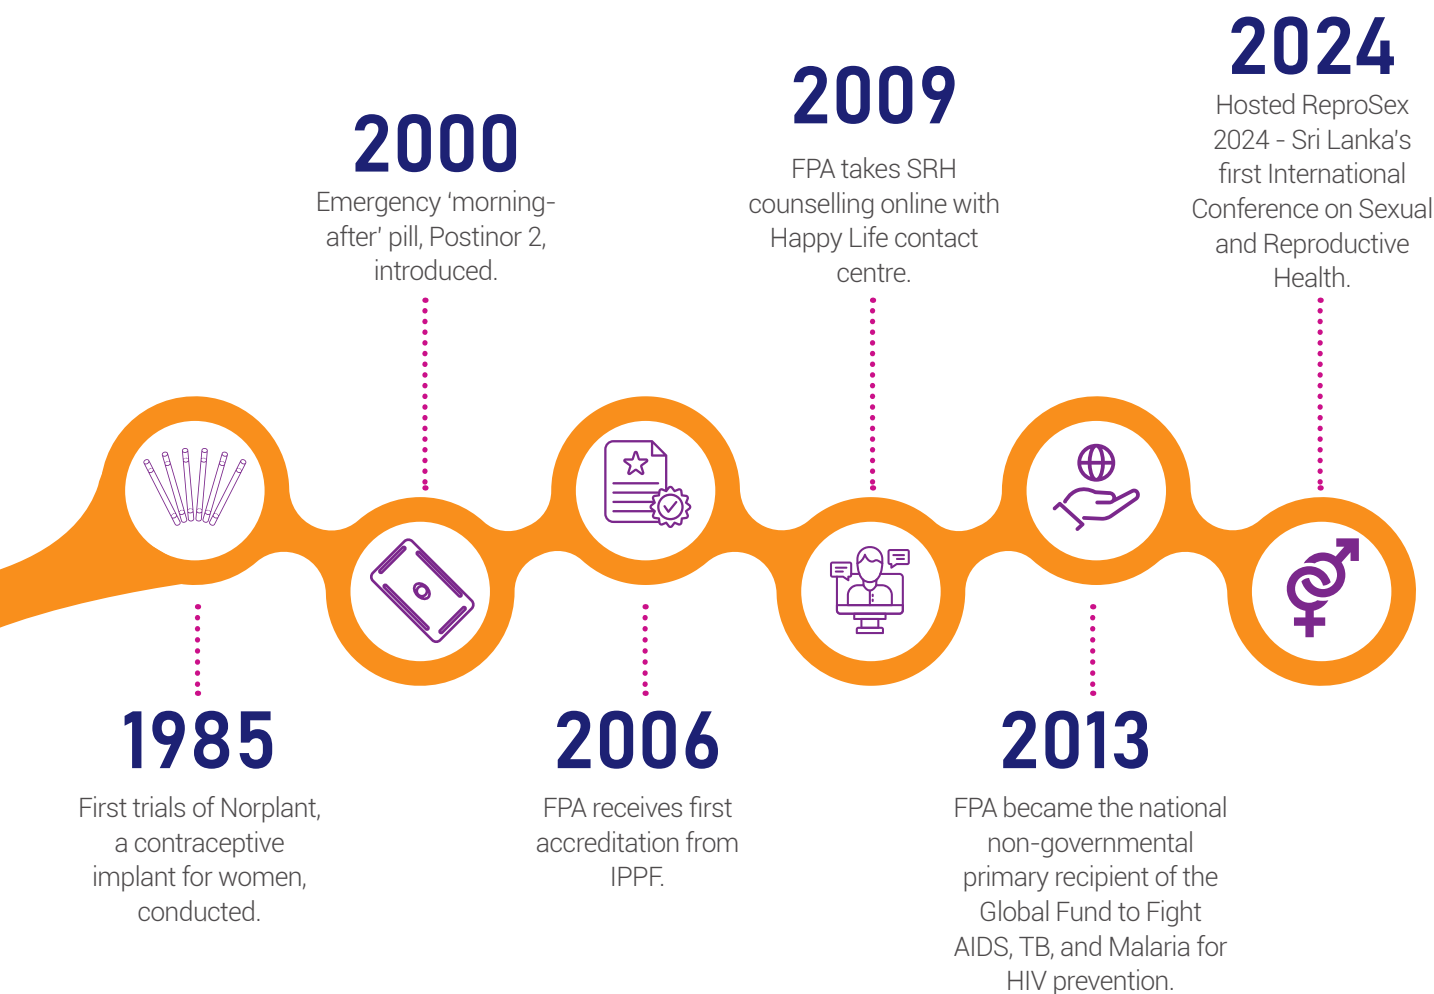 1985
First trials of Norplant,
a contraceptive
implant for women,
conducted.
2000
Emergency ‘morning-
after’ pill, Postinor 2,
introduced.
2006
FPA receives first
accreditation from
IPPF.
2009
FPA takes SRH
counselling online with
Happy Life contact
centre.
2013
FPA became the national
non-governmental
primary recipient of the
Global Fund to Fight
AIDS, TB, and Malaria for
HIV prevention.
2024
Hosted ReproSex
2024 - Sri Lanka’s
first International
Conference on Sexual
and Reproductive
Health.